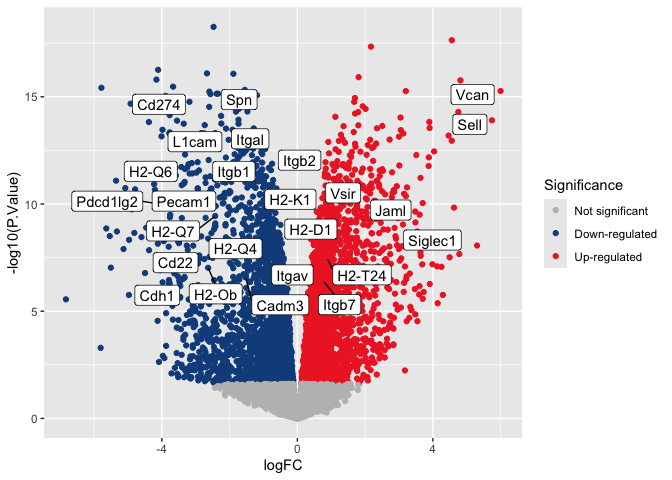 Vcan
Cd274
Spn
Sell
L1cam
Itgal
Itgb2
H2-Q6
Itgb1
Pdcd1lg2
Pecam1
H2-K1
Vsir
Jaml
H2-Q7
H2-D1
Siglec1
H2-Q4
Cd22
Itgav
H2-T24
Cdh1
H2-Ob
Cadm3
Itgb7
15
10
5
0
-4
0
4
logFC
-log10(P.Value)
Significance
Not significant
Down-regulated
Up-regulated